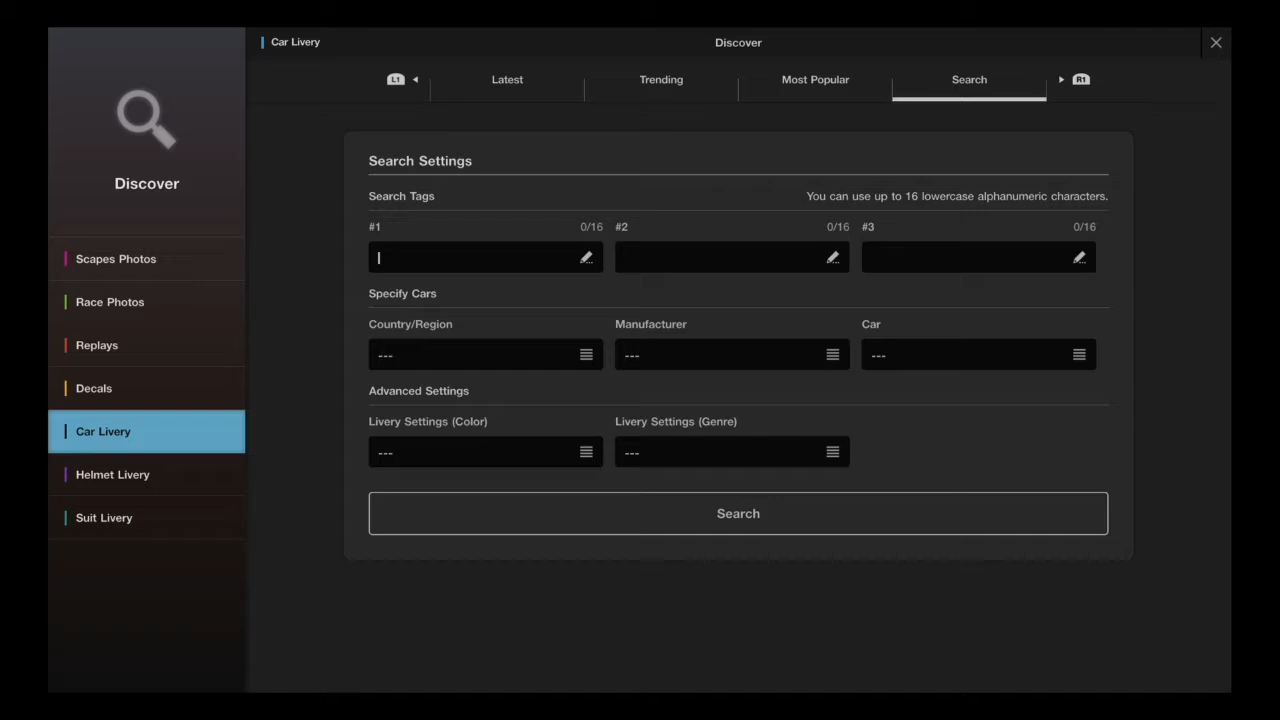 Car Livery
Discover
L1
Latest
Trending
Most Popular
Search
R1
Discover
Scapes Photos
Race Photos
Replays
Decals
Car Livery
Helmet Livery
Suit Livery
Search Settings
Search Tags
You can use up to 16 lowercase alphanumeric characters.
#1 0/16
#2 0/16
#3 0/16
Specify Cars
Country/Region
Manufacturer
Car
---
---
---
Advanced Settings
Livery Settings (Color)
Livery Settings (Genre)
---
---
Search